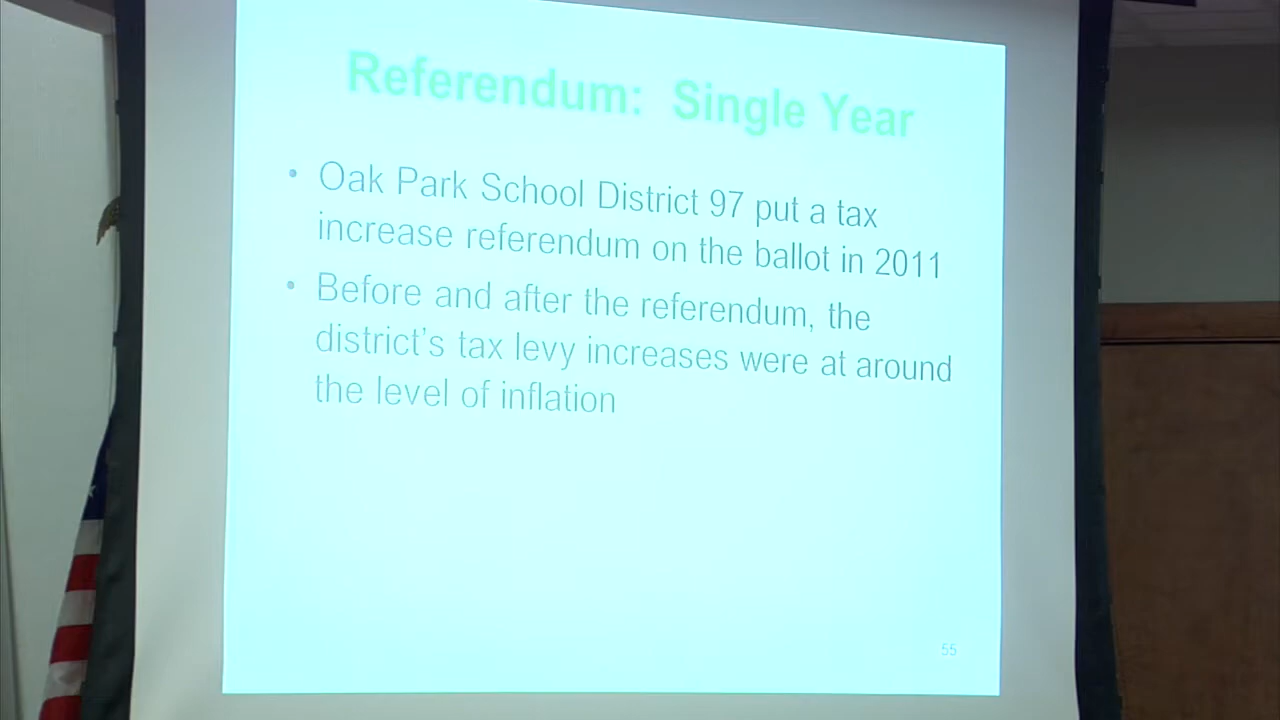 Referendum: Single Year
• Oak Park School District 97 put a tax
increase referendum on the ballot in 2011
• Before and after the referendum, the
district's tax levy increases were at around
the level of inflation
55